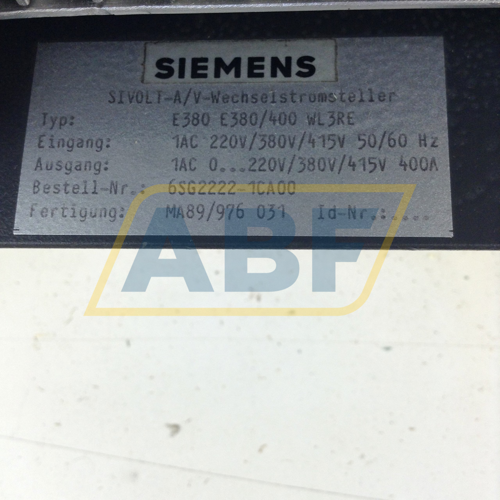 SIEMENS
SIVOLT-A/V-Wechselstromsteller
Typ: E380 E380/400 WL3RE
Eingang: 1AC 220V/380V/415V 50/60 Hz
Ausgang: 1AC 0...220V/380V/415V 400A
Bestell-Nr.: 6SG2222-1CA00
Fertigung: MA89/976 031 Id-Nr.:....
ABF